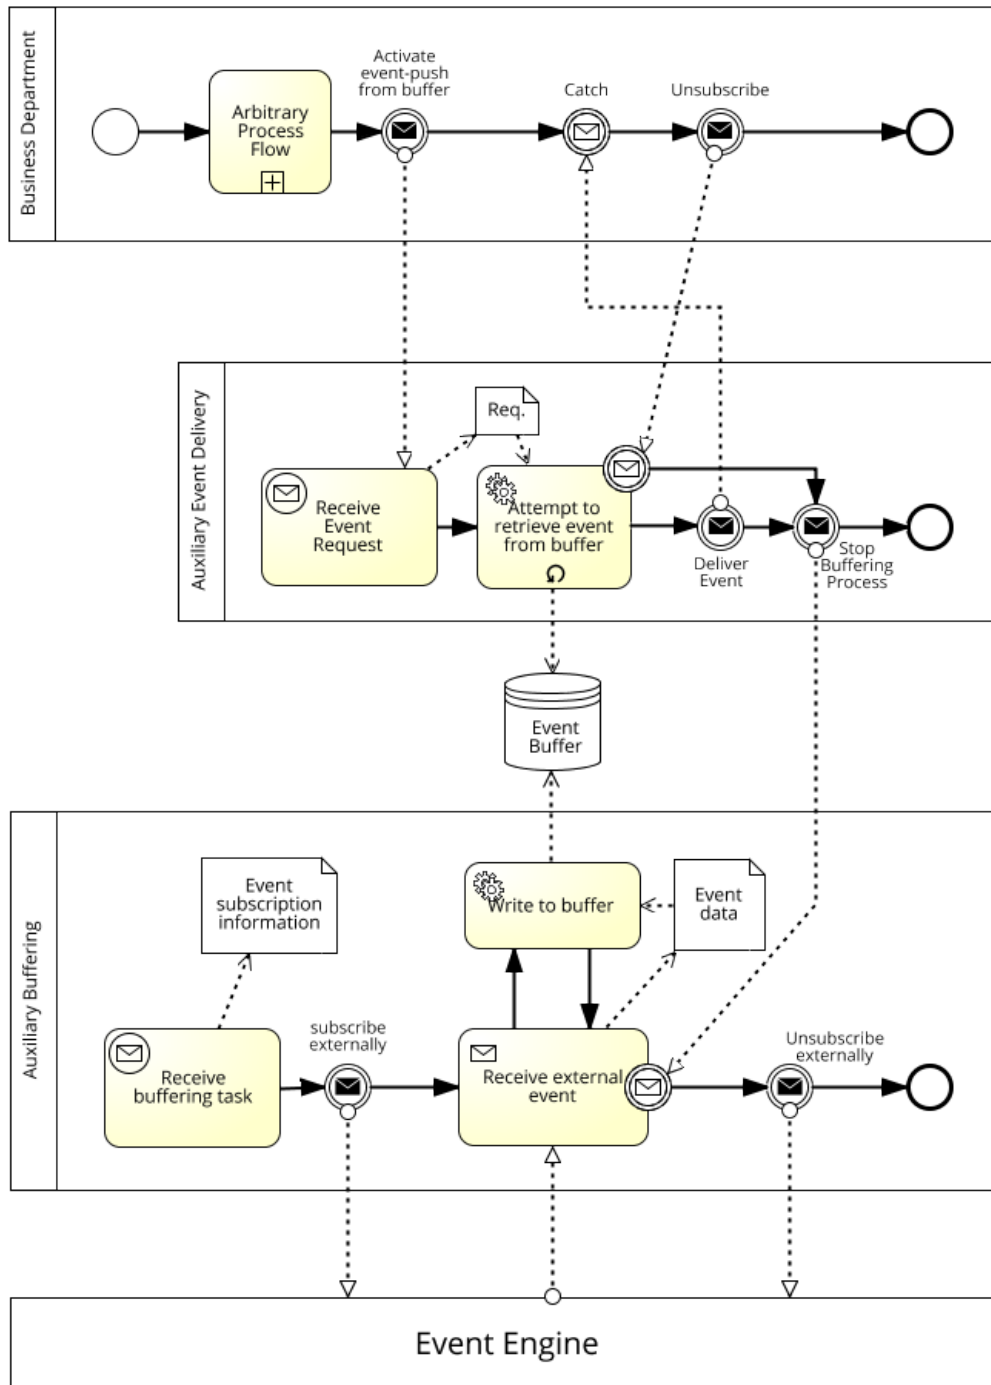 Business Department
Activate
event-push
from buffer
Catch
Unsubscribe
Arbitrary
Process
Flow
Auxiliary Event Delivery
Req.
Receive
Event
Request
Attempt to
retrieve event
from buffer
Deliver
Event
Stop
Buffering
Process
Event
Buffer
Auxiliary Buffering
Event
subscription
information
Write to buffer
Event
data
subscribe
externally
Unsubscribe
externally
Receive
buffering task
Receive external
event
Event Engine